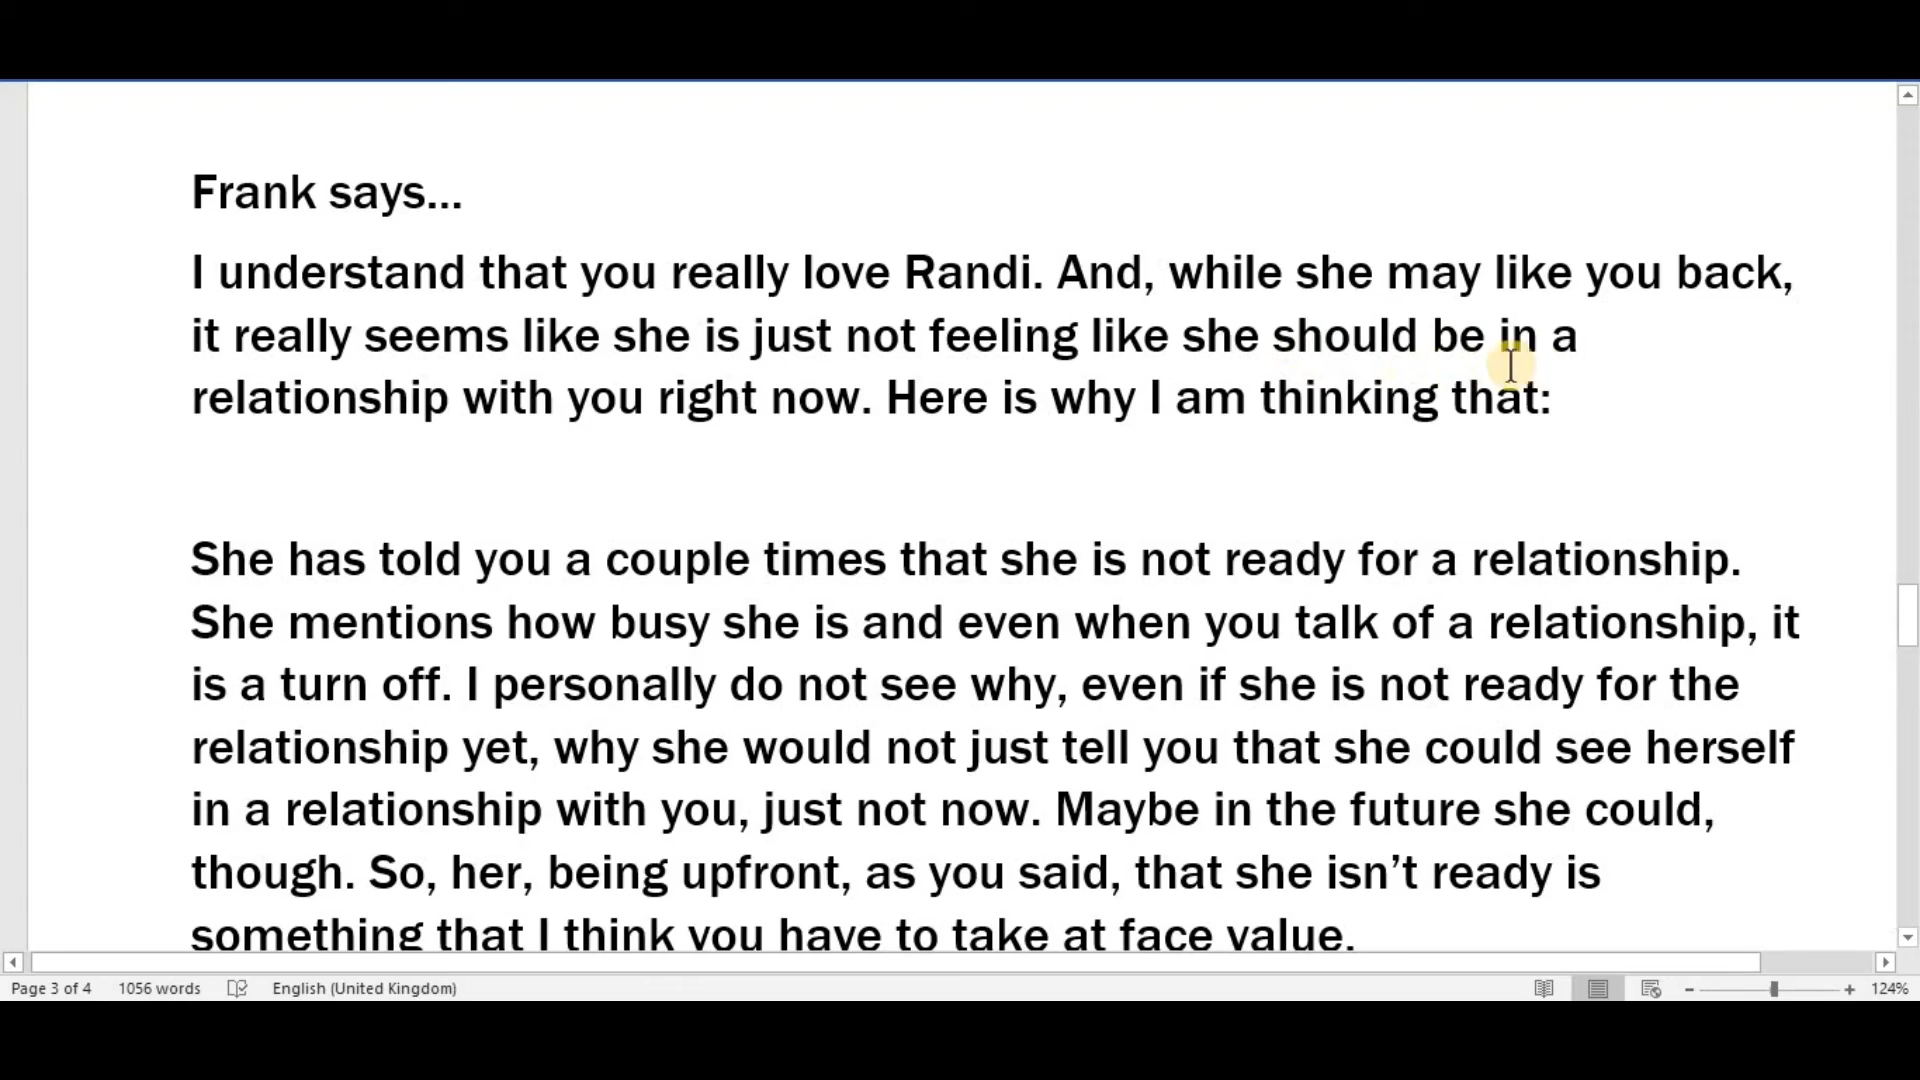 Frank says...
I understand that you really love Randi. And, while she may like you back,
it really seems like she is just not feeling like she should be in a
relationship with you right now. Here is why I am thinking that:
She has told you a couple times that she is not ready for a relationship.
She mentions how busy she is and even when you talk of a relationship, it
is a turn off. I personally do not see why, even if she is not ready for the
relationship yet, why she would not just tell you that she could see herself
in a relationship with you, just not now. Maybe in the future she could,
though. So, her, being upfront, as you said, that she isn’t ready is
something that I think you have to take at face value.
Page 3 of 4 1056 words English (United Kingdom) 124%